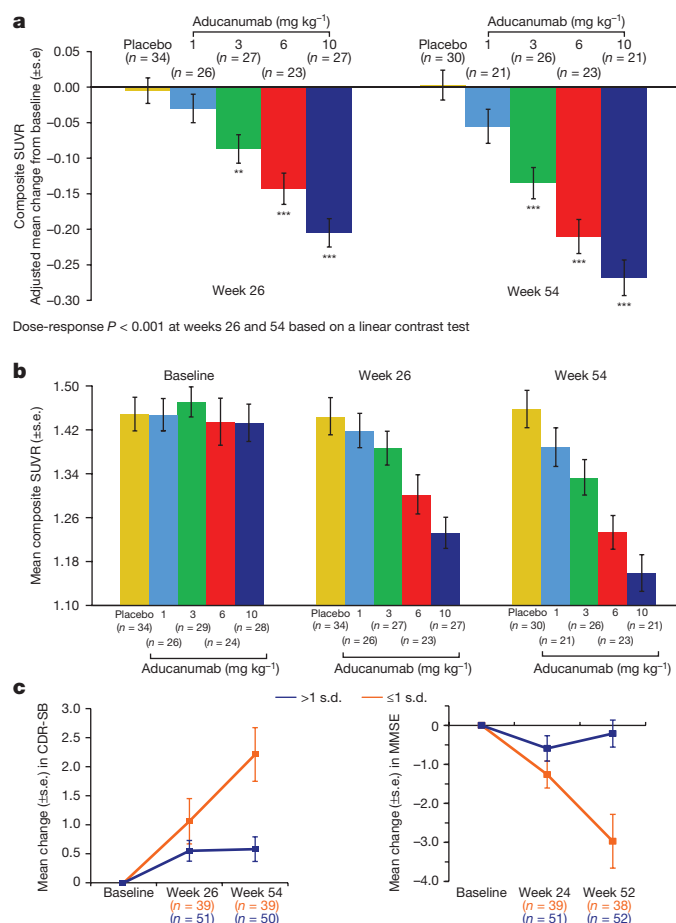 a
Aducanumab (mg kg⁻¹)
Aducanumab (mg kg⁻¹)
Placebo 1 3 6 10
Placebo 1 3 6 10
(n = 34) (n = 27) (n = 27)
(n = 30) (n = 26) (n = 21)
(n = 26) (n = 23)
(n = 21) (n = 23)
Composite SUVR
Adjusted mean change from baseline (±s.e)
0.05
0.00
−0.05
−0.10
−0.15
−0.20
−0.25
−0.30
**
***
***
***
***
***
Week 26
Week 54
Dose-response P < 0.001 at weeks 26 and 54 based on a linear contrast test
b
Baseline
Week 26
Week 54
Mean composite SUVR (±s.e.)
1.50
1.42
1.34
1.26
1.18
1.10
Placebo 1 3 6 10
(n = 34) (n = 29) (n = 28)
(n = 26) (n = 24)
Placebo 1 3 6 10
(n = 34) (n = 27) (n = 27)
(n = 26) (n = 23)
Placebo 1 3 6 10
(n = 30) (n = 26) (n = 21)
(n = 21) (n = 23)
Aducanumab (mg kg⁻¹)
Aducanumab (mg kg⁻¹)
Aducanumab (mg kg⁻¹)
c
>1 s.d. ≤1 s.d.
Mean change (±s.e.) in CDR-SB
3.0
2.5
2.0
1.5
1.0
0.5
0
Baseline Week 26 Week 54
(n = 39) (n = 39)
(n = 51) (n = 50)
Mean change (±s.e.) in MMSE
0
−1.0
−2.0
−3.0
−4.0
Baseline Week 24 Week 52
(n = 39) (n = 38)
(n = 51) (n = 52)